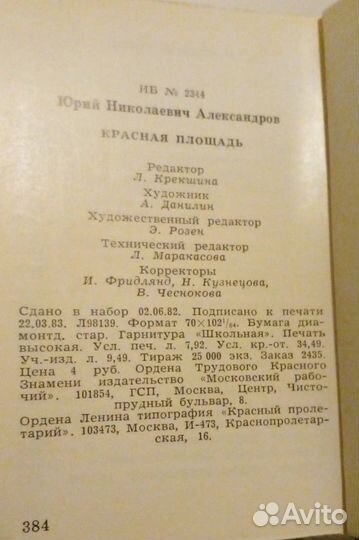 ИБ № 2344
Юрий Николаевич Александров
КРАСНАЯ ПЛОЩАДЬ
Редактор
Л. Крекшина
Художник
А. Данилин
Художественный редактор
Э. Розен
Технический редактор
Л. Маракасова
Корректоры
И. Фридлянд, Н. Кузнецова,
В. Чеснокова
Сдано в набор 02.06.82. Подписано к печати
22.03.83. Л98139. Формат 70×102¹/₆₄. Бумага диа-
монтд. стар. Гарнитура «Школьная». Печать
высокая. Усл. печ. л. 7,92. Усл. кр.-от. 34,49.
Уч.-изд. л. 9,49. Тираж 25 000 экз. Заказ 2435.
Цена 4 руб. Ордена Трудового Красного
Знамени издательство «Московский рабо-
чий». 101854, ГСП, Москва, Центр, Чисто-
прудный бульвар, 8.
Ордена Ленина типография «Красный проле-
тарий». 103473, Москва, И-473, Краснопролетар-
ская, 16.
384
Avito